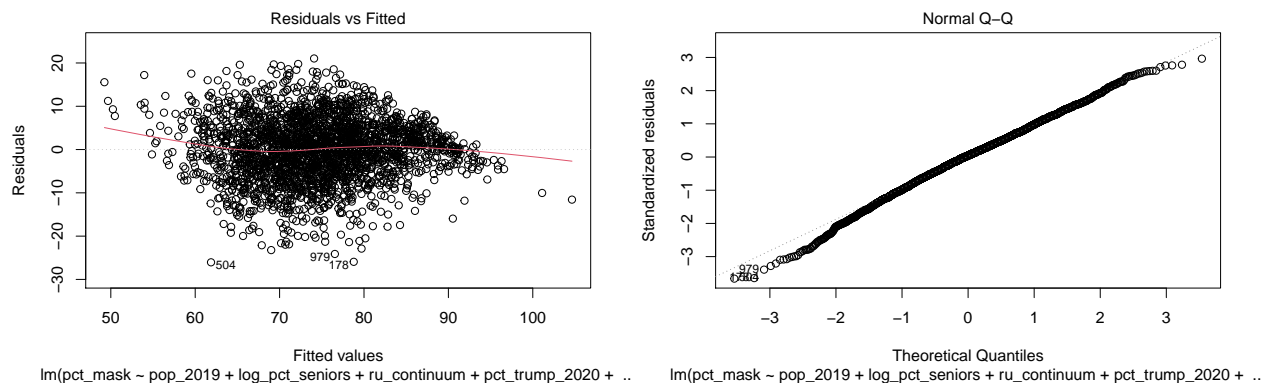 Residuals vs Fitted
Residuals
20
10
0
−10
−20
−30
504
979
178
50 60 70 80 90 100
Fitted values
lm(pct_mask ~ pop_2019 + log_pct_seniors + ru_continuum + pct_trump_2020 + ..
Normal Q−Q
Standardized residuals
3
2
1
0
−1
−2
−3
979
−3 −2 −1 0 1 2 3
Theoretical Quantiles
lm(pct_mask ~ pop_2019 + log_pct_seniors + ru_continuum + pct_trump_2020 + ..